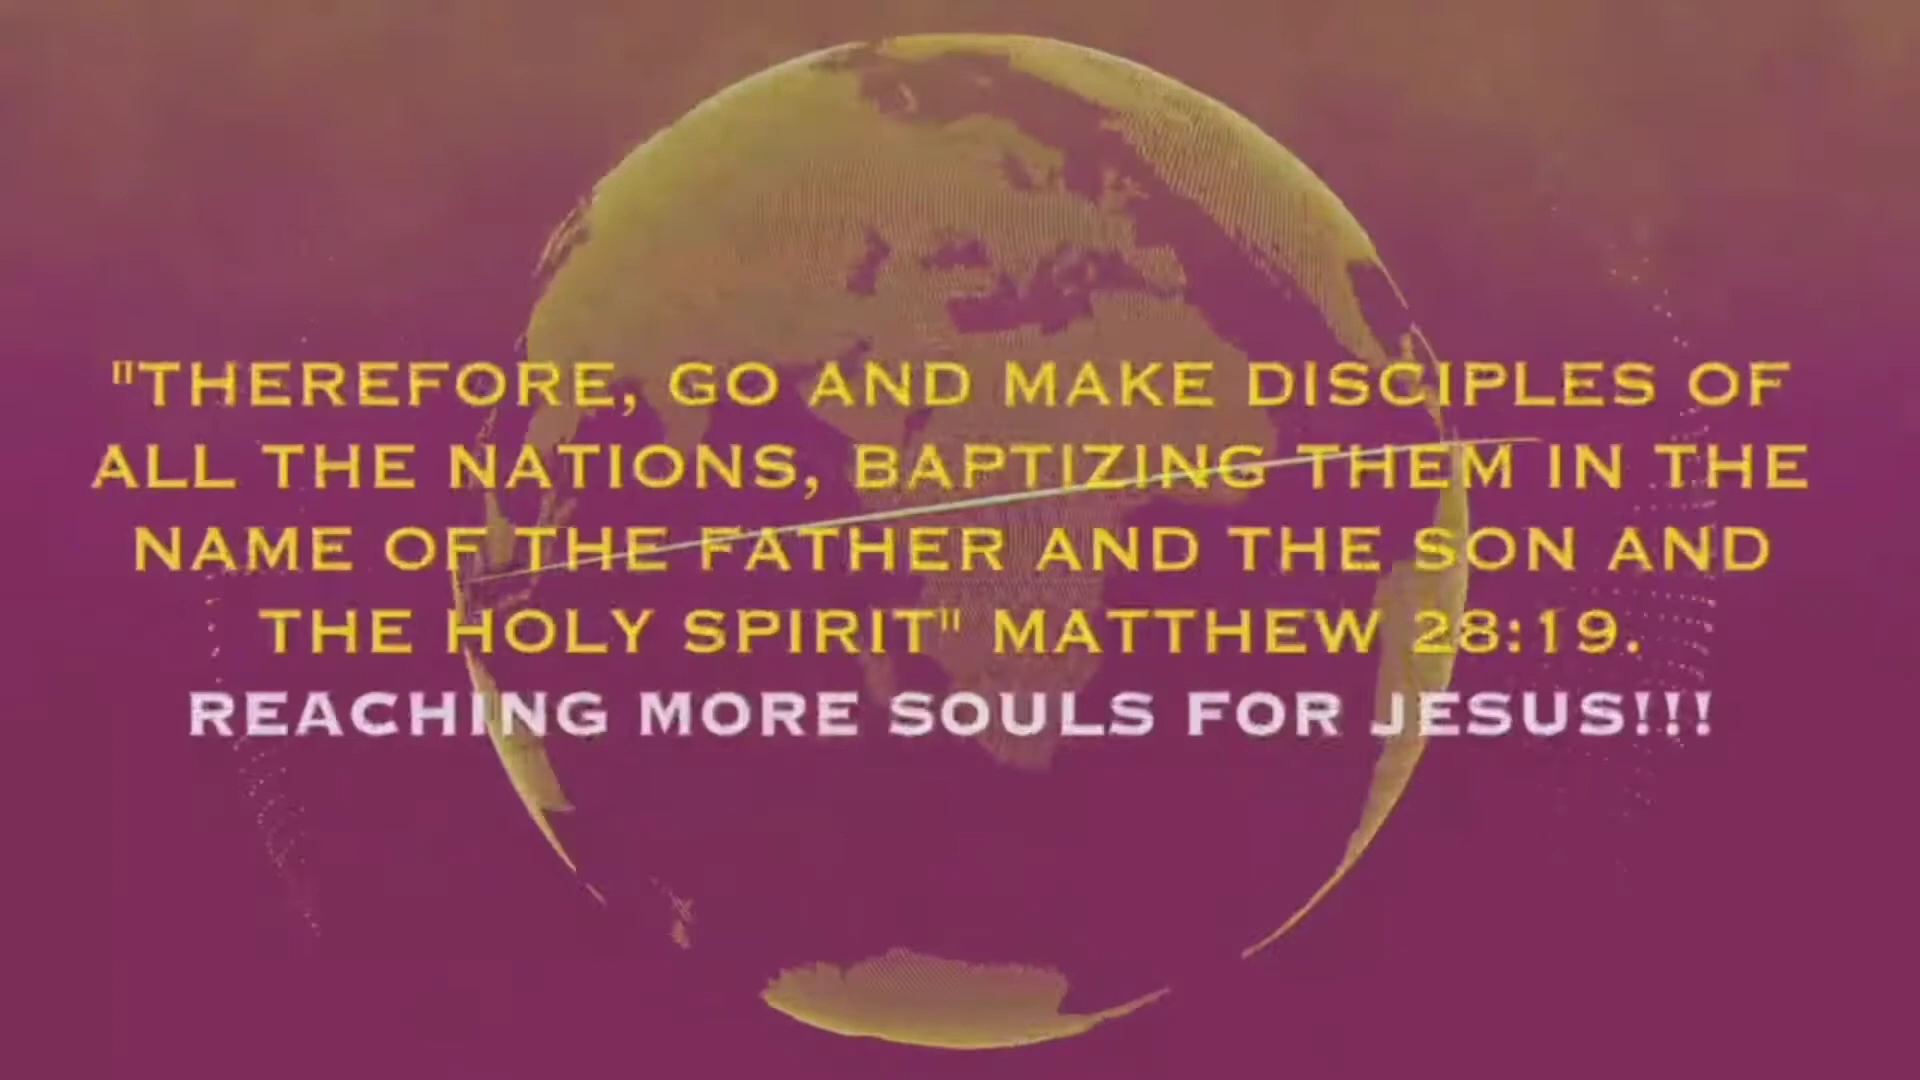 "THEREFORE, GO AND MAKE DISCIPLES OF
ALL THE NATIONS, BAPTIZING THEM IN THE
NAME OF THE FATHER AND THE SON AND
THE HOLY SPIRIT" MATTHEW 28:19.
REACHING MORE SOULS FOR JESUS!!!